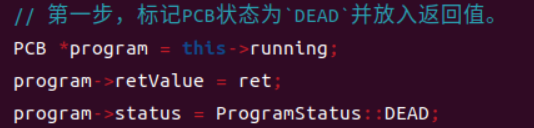 // 第一步，标记PCB状态为`DEAD`并放入返回值。
PCB *program = this->running;
program->retValue = ret;
program->status = ProgramStatus::DEAD;